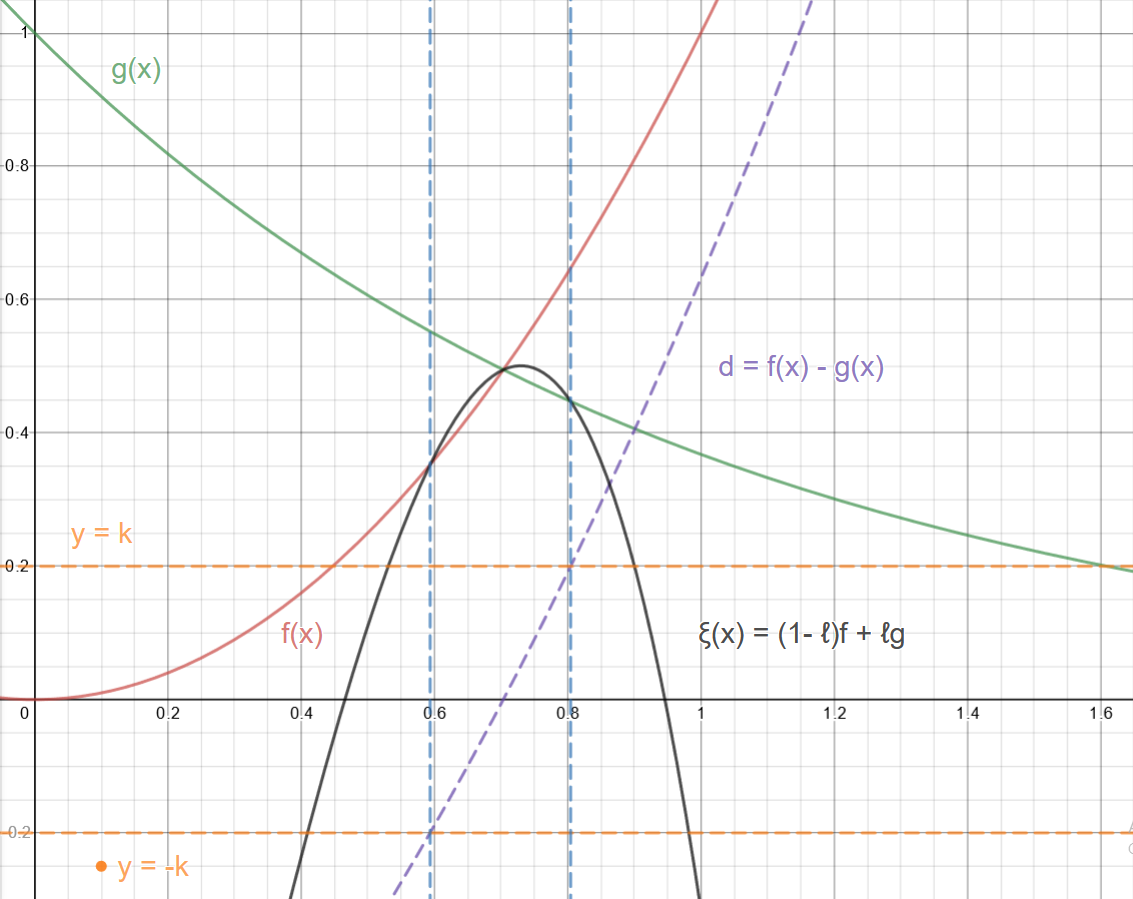 1
g(x)
0.8
0.6
d = f(x) - g(x)
0.4
y = k
0.2
f(x)
ξ(x) = (1- ℓ)f + ℓg
0 0.2 0.4 0.6 0.8 1 1.2 1.4 1.6
-0.2
y = -k